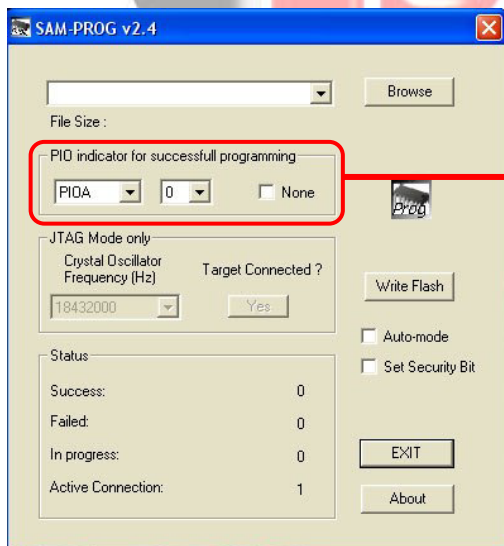 SAM-PROG v2.4
Browse
File Size :
PIO indicator for successfull programming
PIOA 0 None
Prog
JTAG Mode only
Crystal Oscillator
Frequency (Hz)
Target Connected ?
18432000 Yes
Write Flash
Auto-mode
Set Security Bit
Status
Success: 0
Failed: 0
In progress: 0
Active Connection: 1
EXIT
About